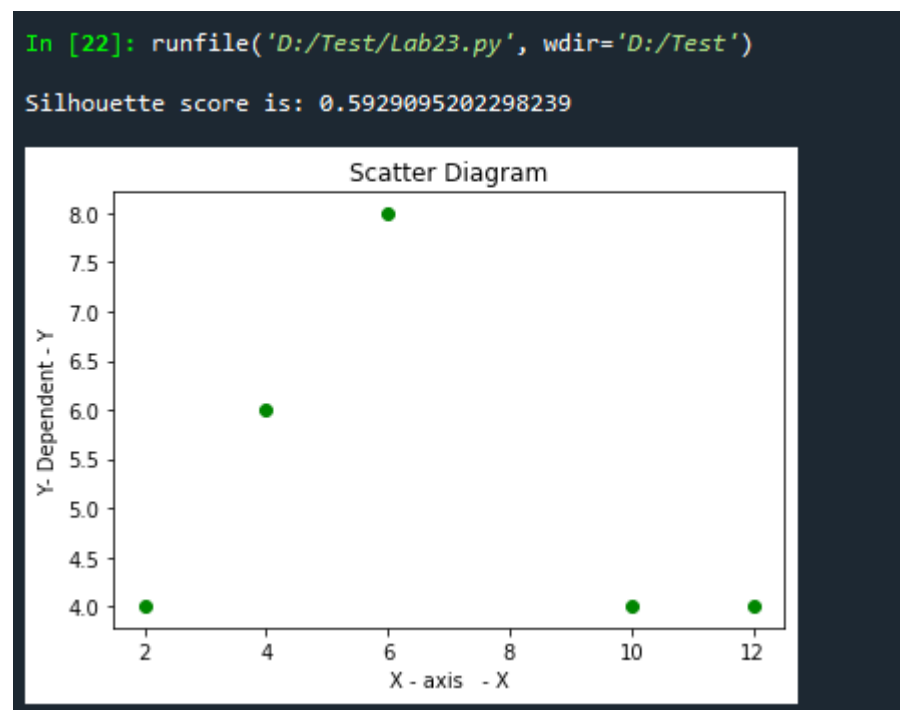 In [22]: runfile('D:/Test/Lab23.py', wdir='D:/Test')
Silhouette score is: 0.5929095202298239
Scatter Diagram
8.0
7.5
7.0
6.5
6.0
5.5
5.0
4.5
4.0
Y- Dependent - Y
2 4 6 8 10 12
X - axis - X